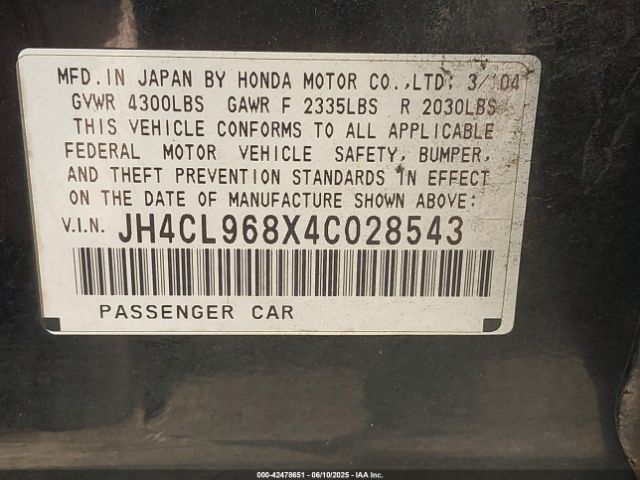 MFD. IN JAPAN BY HONDA MOTOR CO.,LTD; 3/04
GVWR 4300LBS GAWR F 2335LBS R 2030LBS
THIS VEHICLE CONFORMS TO ALL APPLICABLE
FEDERAL MOTOR VEHICLE SAFETY, BUMPER,
AND THEFT PREVENTION STANDARDS IN EFFECT
ON THE DATE OF MANUFACTURE SHOWN ABOVE:
V.I.N. JH4CL968X4C028543
PASSENGER CAR
000-42478651 - 06/10/2025 - IAA Inc.